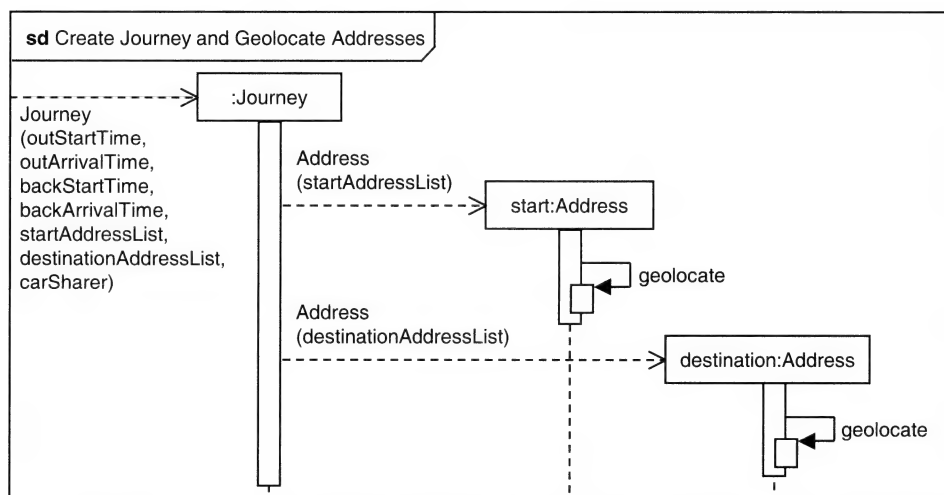 sd Create Journey and Geolocate Addresses
:Journey
Journey
(outStartTime,
outArrivalTime,
backStartTime,
backArrivalTime,
startAddressList,
destinationAddressList,
carSharer)
Address
(startAddressList)
start:Address
geolocate
Address
(destinationAddressList)
destination:Address
geolocate